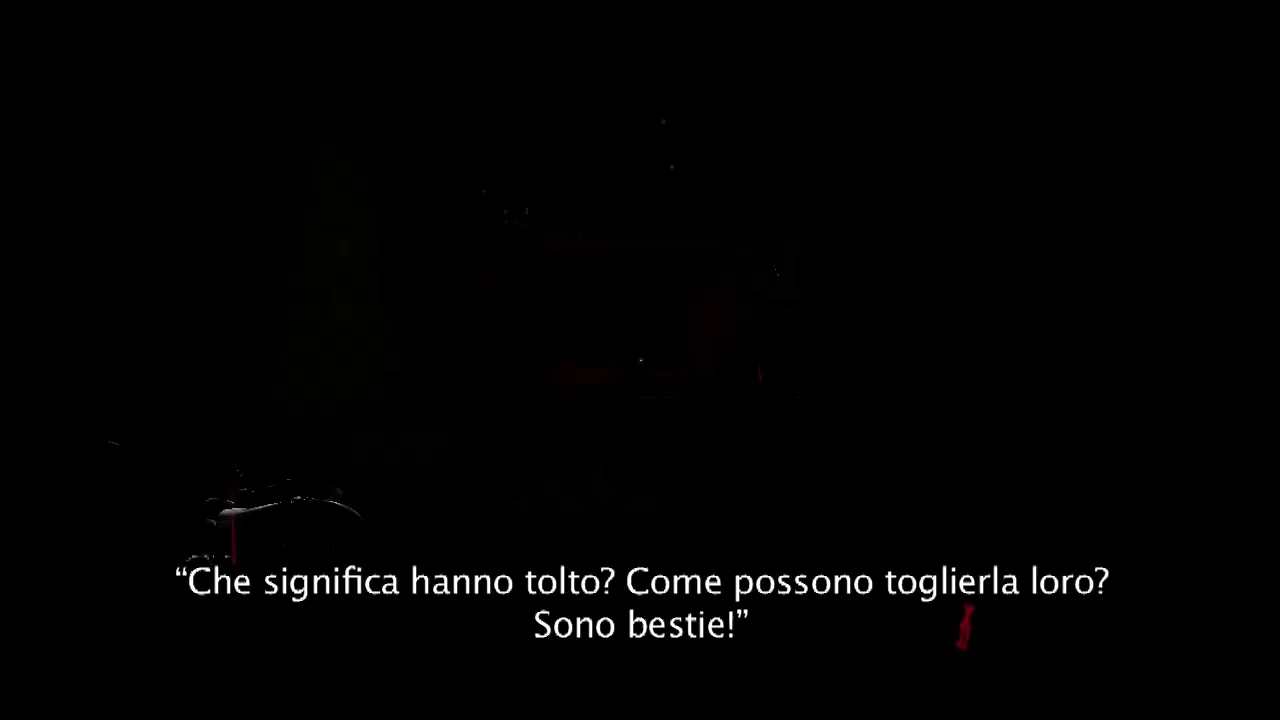 “Che significa hanno tolto? Come possono toglierla loro?
Sono bestie!”